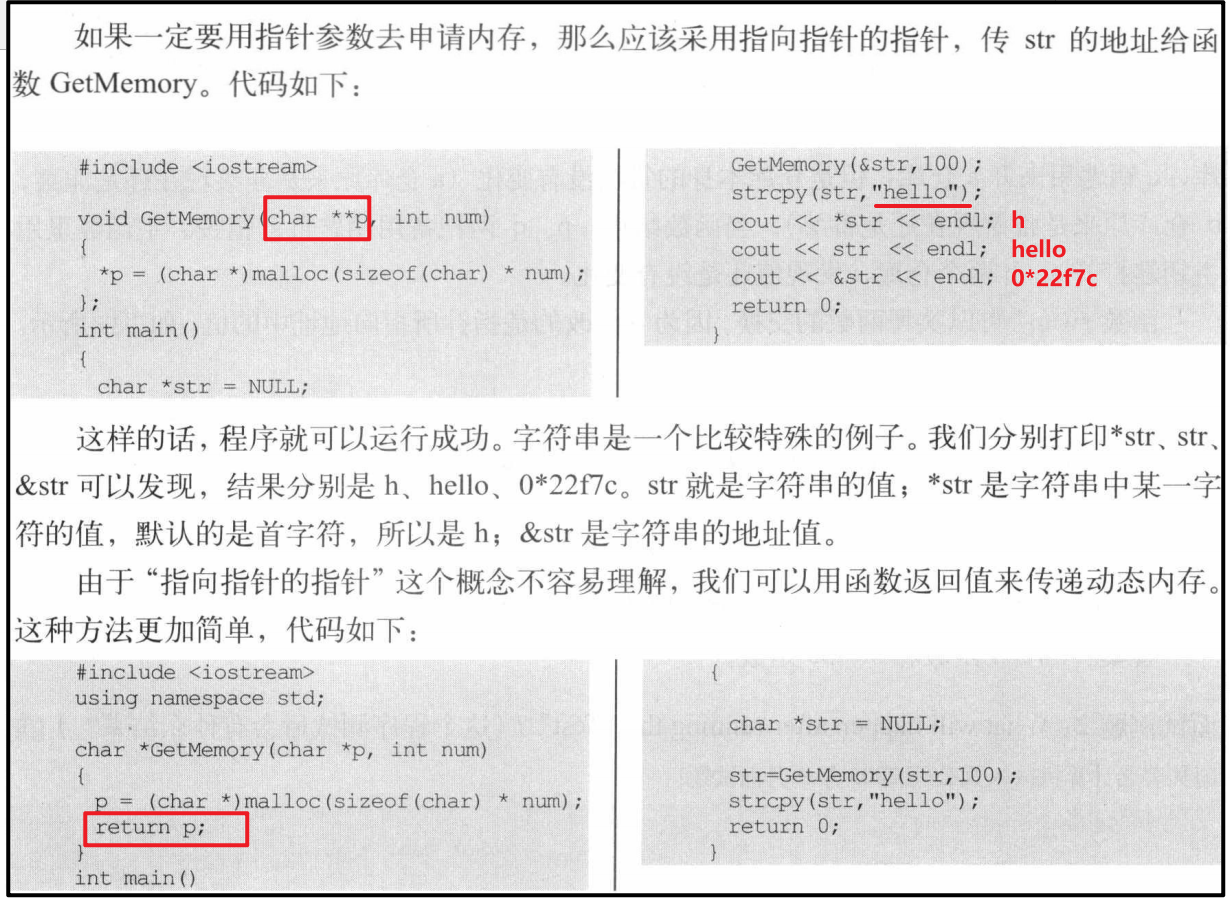 如果一定要用指针参数去申请内存，那么应该采用指向指针的指针，传 str 的地址给函
数 GetMemory。代码如下：
#include <iostream>
void GetMemory(char **p, int num)
{
*p = (char *)malloc(sizeof(char) * num);
};
int main()
{
char *str = NULL;
GetMemory(&str,100);
strcpy(str,"hello");
cout << *str << endl; h
cout << str << endl; hello
cout << &str << endl; 0*22f7c
return 0;
}
这样的话，程序就可以运行成功。字符串是一个比较特殊的例子。我们分别打印*str、str、
&str 可以发现，结果分别是 h、hello、0*22f7c。str 就是字符串的值；*str 是字符串中某一字
符的值，默认的是首字符，所以是 h；&str 是字符串的地址值。
由于“指向指针的指针”这个概念不容易理解，我们可以用函数返回值来传递动态内存。
这种方法更加简单，代码如下：
#include <iostream>
using namespace std;
char *GetMemory(char *p, int num)
{
p = (char *)malloc(sizeof(char) * num);
return p;
}
int main()
{
char *str = NULL;
str=GetMemory(str,100);
strcpy(str,"hello");
return 0;
}